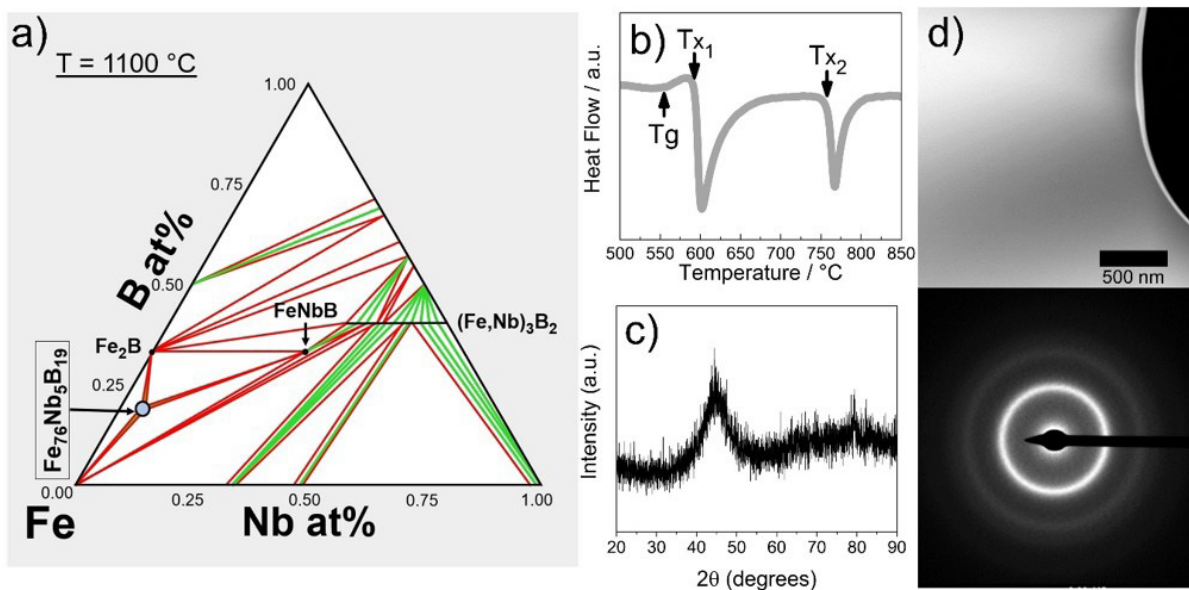 a)
T = 1100 °C
1.00
0.75
0.50
0.25
0.00
B at%
Fe₂B
FeNbB
(Fe,Nb)₃B₂
Fe₇₆Nb₅B₁₉
0.25
0.50
0.75
1.00
Fe
Nb at%
b)
Tx₁
Tx₂
Tg
Heat Flow / a.u.
500 550 600 650 700 750 800 850
Temperature / °C
c)
Intensity (a.u.)
20 30 40 50 60 70 80 90
2θ (degrees)
d)
500 nm